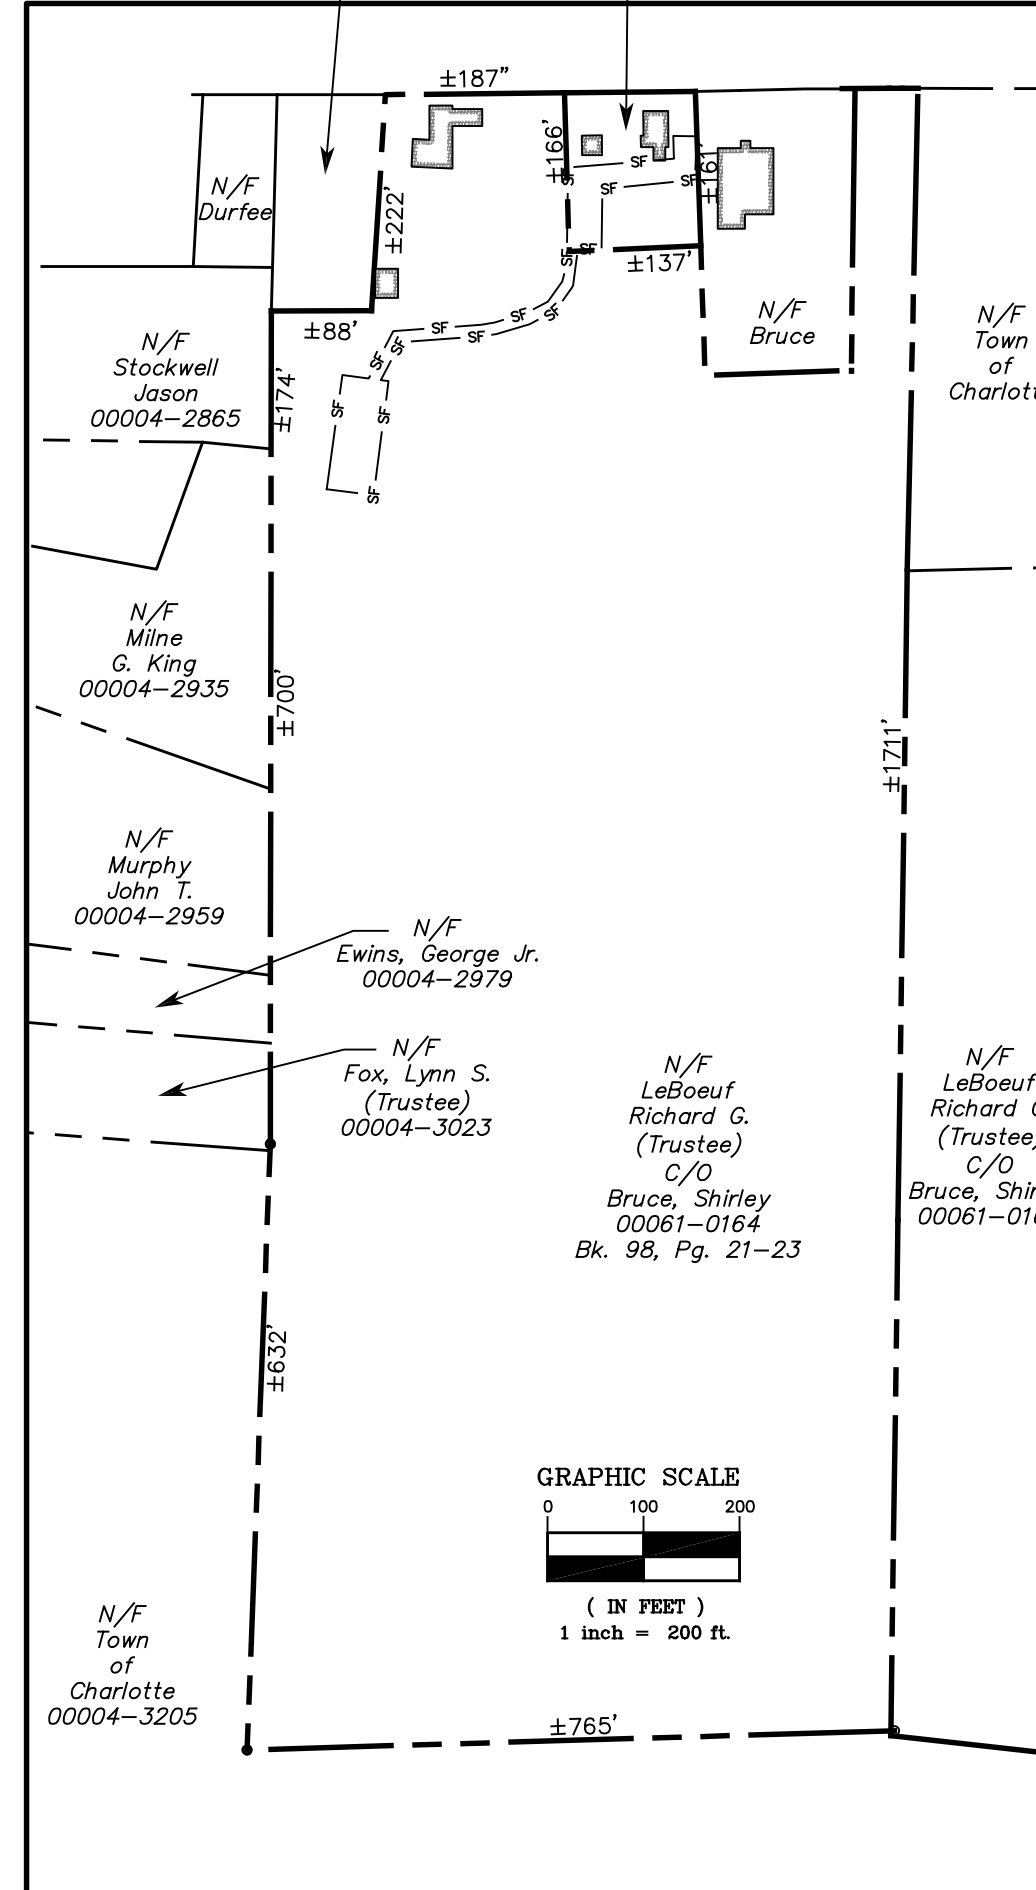 ±187”
±166'
SF
SF
SF
SF
SF
SF
±137'
N/F
Durfee
±222'
±88'
N/F
Bruce
N/F
Town
of
N/F
Stockwell
Jason
00004-2865
±174'
SF
SF
SF
SF
SF
SF
SF
SF
SF
N/F
Milne
G. King
00004-2935
±700'
±1711'
N/F
Murphy
John T.
00004-2959
N/F
Ewins, George Jr.
00004-2979
N/F
Fox, Lynn S.
(Trustee)
00004-3023
N/F
LeBoeuf
Richard G.
(Trustee)
C/O
Bruce, Shirley
00061-0164
Bk. 98, Pg. 21-23
N/F
LeBoeuf
Richard
(Trustee)
C/O
Bruce,
±632'
GRAPHIC SCALE
0 100 200
( IN FEET )
1 inch = 200 ft.
N/F
Town
of
Charlotte
00004-3205
±765'